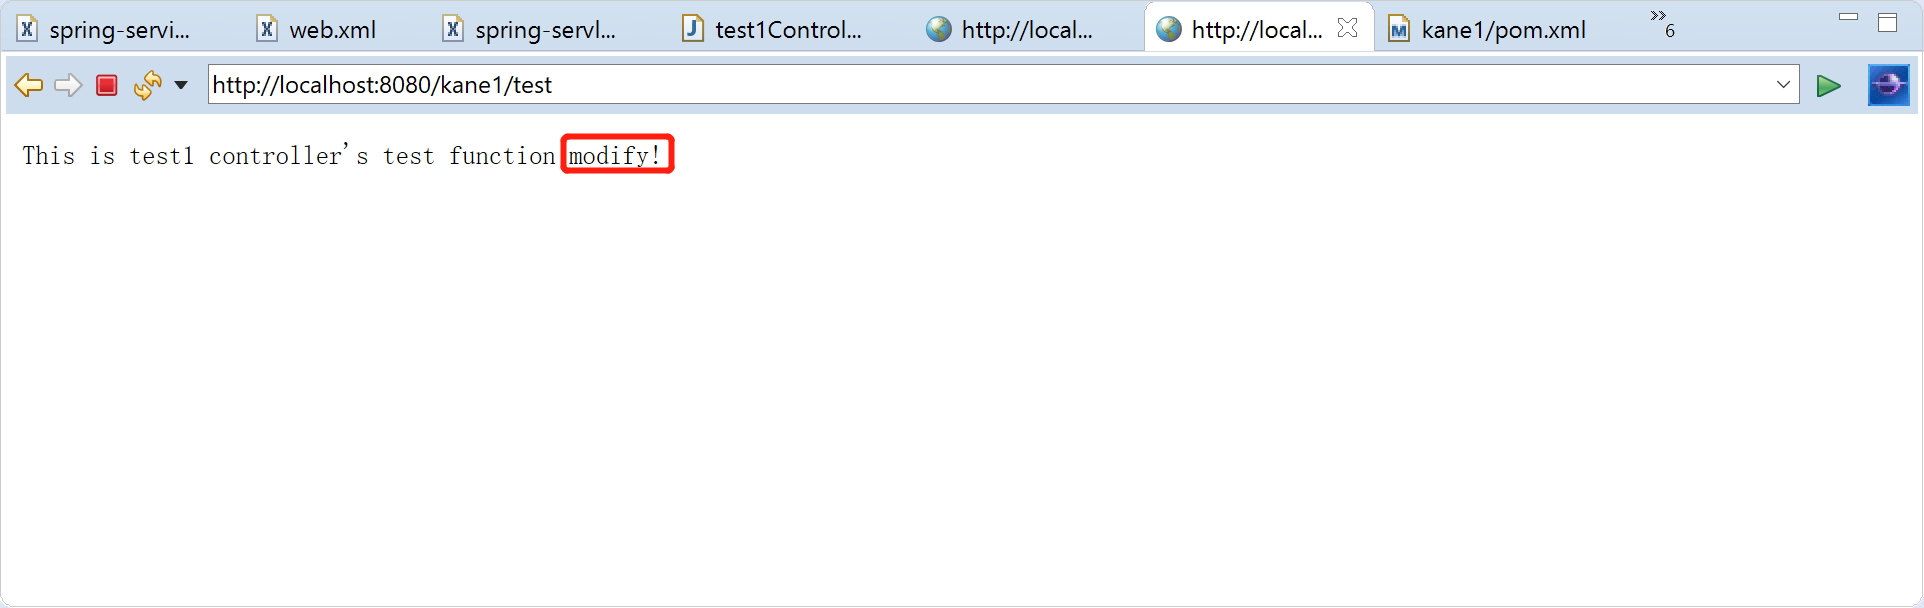 spring-servi... web.xml spring-servl... test1Control... http://local... http://local... kane1/pom.xml »6
http://localhost:8080/kane1/test
This is test1 controller's test function modify!